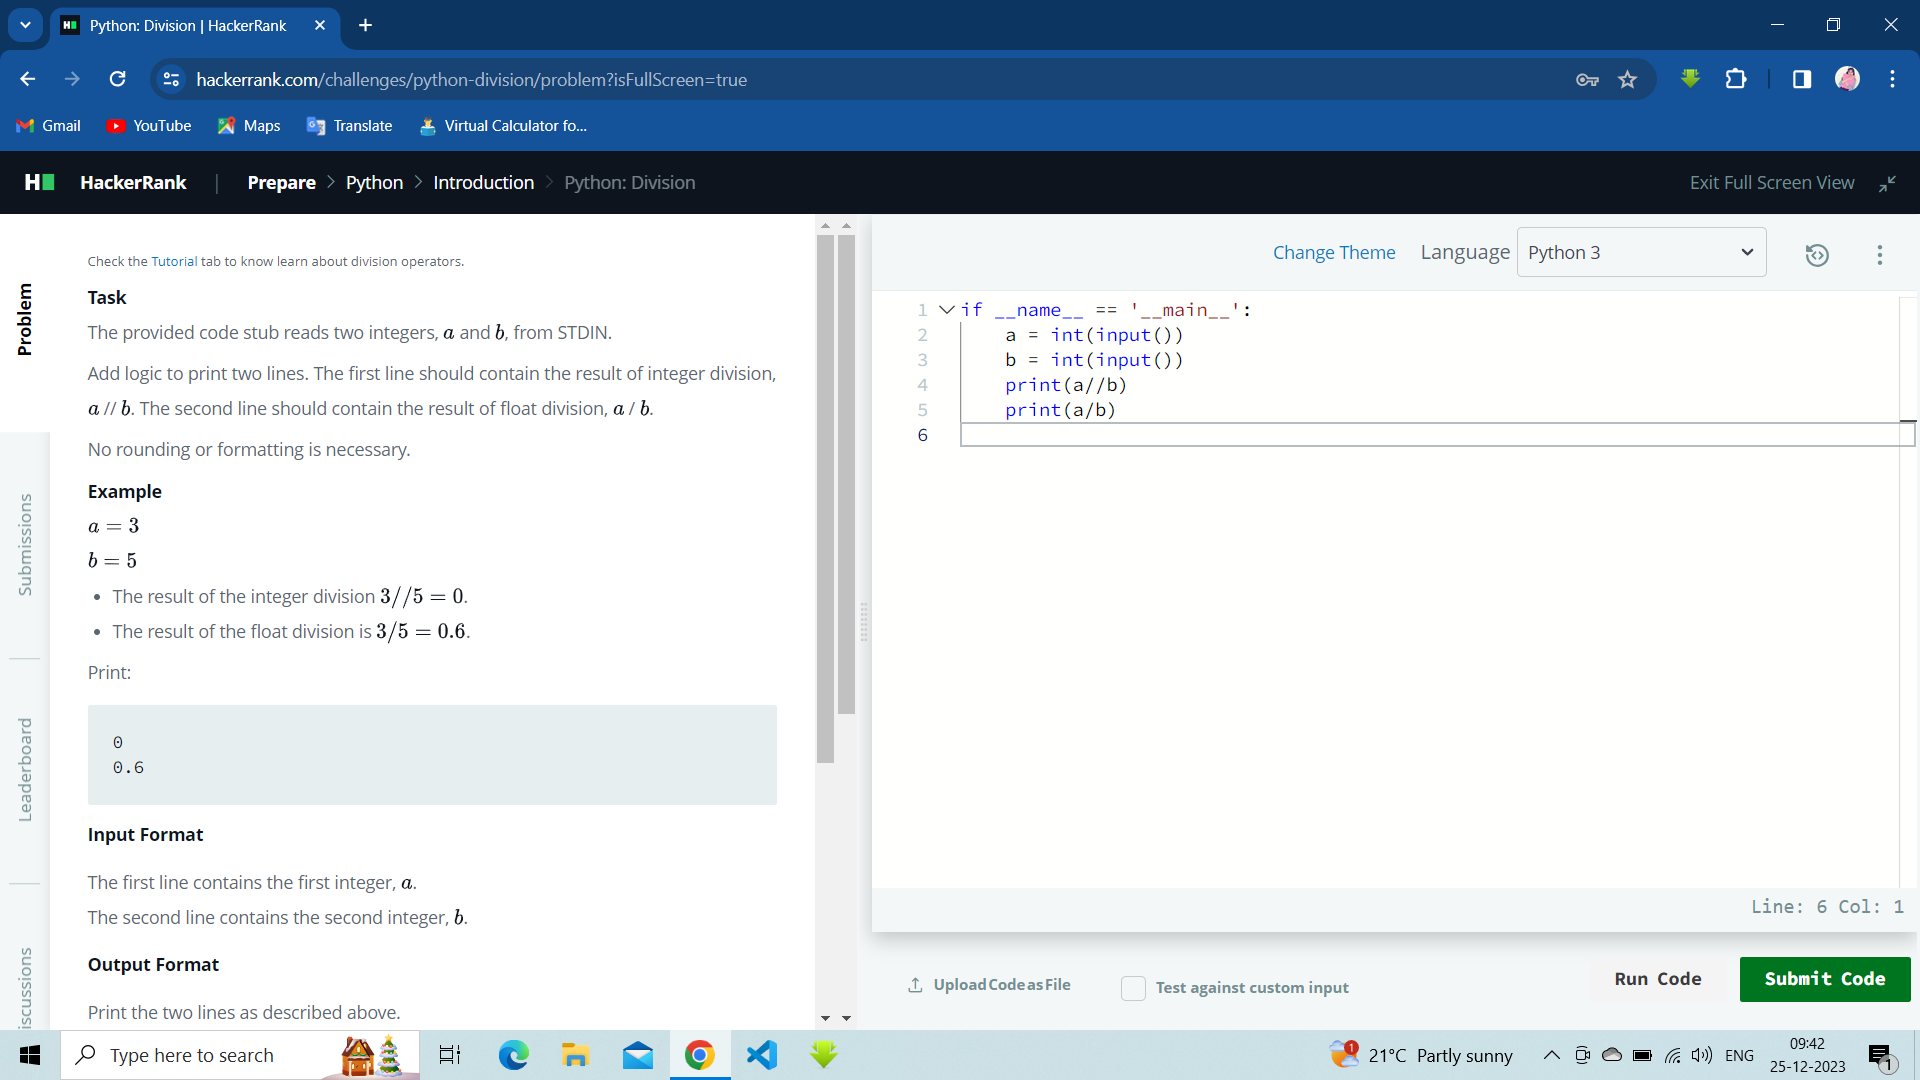 Python: Division | HackerRank
hackerrank.com/challenges/python-division/problem?isFullScreen=true
Gmail
YouTube
Maps
Translate
Virtual Calculator fo...
HackerRank
Prepare > Python > Introduction > Python: Division
Exit Full Screen View
Problem
Submissions
Leaderboard
iscussions
Check the Tutorial tab to know learn about division operators.
Task
The provided code stub reads two integers, a and b, from STDIN.
Add logic to print two lines. The first line should contain the result of integer division,
a // b. The second line should contain the result of float division, a / b.
No rounding or formatting is necessary.
Example
a = 3
b = 5
• The result of the integer division 3//5 = 0.
• The result of the float division is 3/5 = 0.6.
Print:
0
0.6
Input Format
The first line contains the first integer, a.
The second line contains the second integer, b.
Output Format
Print the two lines as described above.
Change Theme
Language
Python 3
1 if __name__ == '__main__':
2 a = int(input())
3 b = int(input())
4 print(a//b)
5 print(a/b)
6
Line: 6 Col: 1
Upload Code as File
Test against custom input
Run Code
Submit Code
Type here to search
1
21°C Partly sunny
ENG
09:42
25-12-2023
1